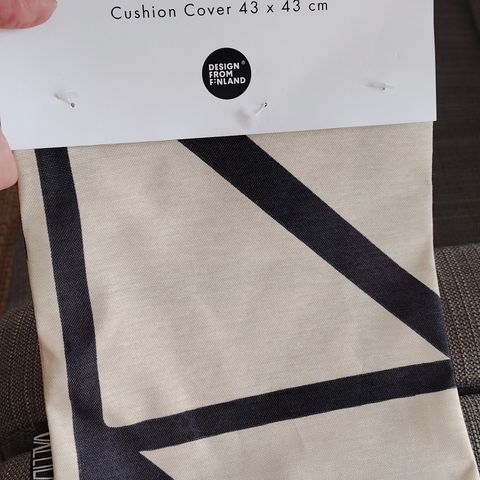 Cushion Cover 43 x 43 cm
DESIGN®
FROM
FINLAND